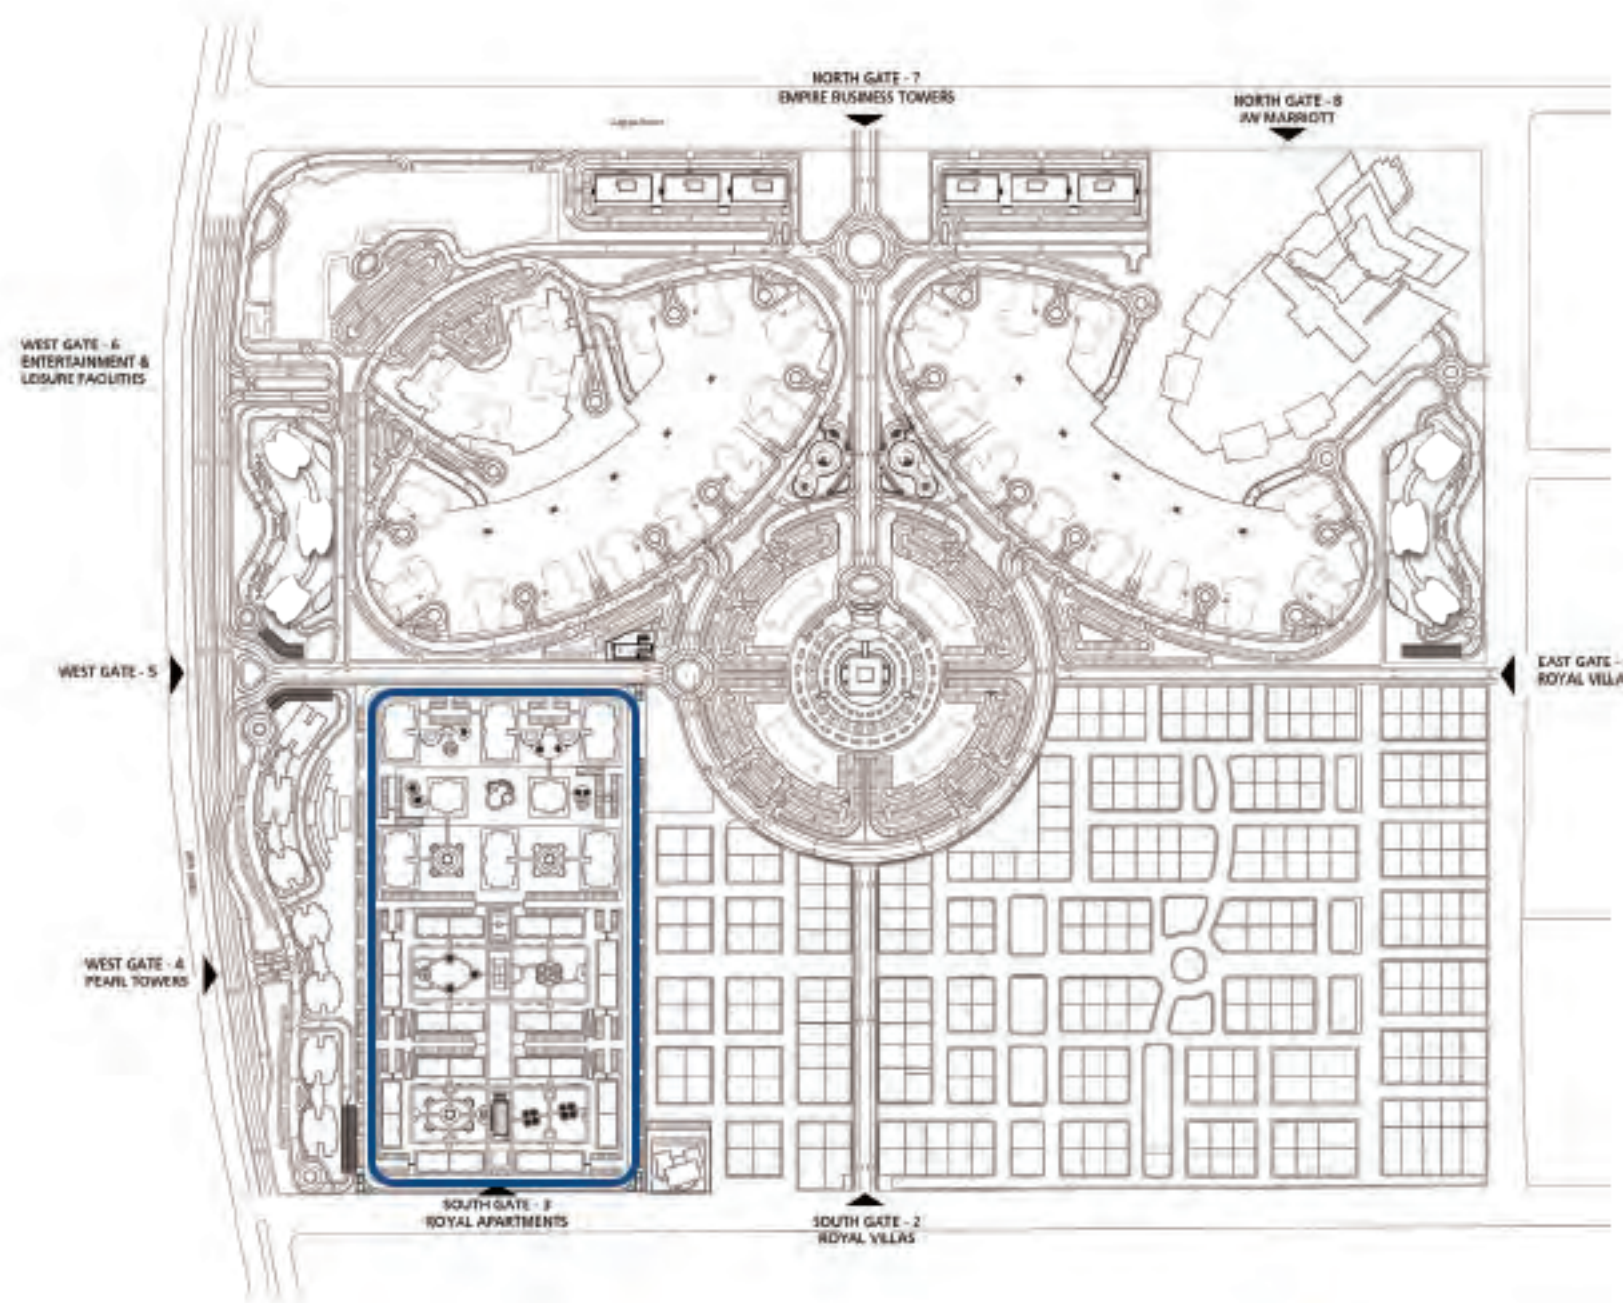 NORTH GATE - 7
EMPIRE BUSINESS TOWERS
NORTH GATE - 8
JW MARRIOTT
WEST GATE - 6
ENTERTAINMENT &
LEISURE FACILITIES
WEST GATE - 5
EAST GATE -
ROYAL VILLA
WEST GATE - 4
PEARL TOWERS
SOUTH GATE - 3
ROYAL APARTMENTS
SOUTH GATE - 2
ROYAL VILLAS